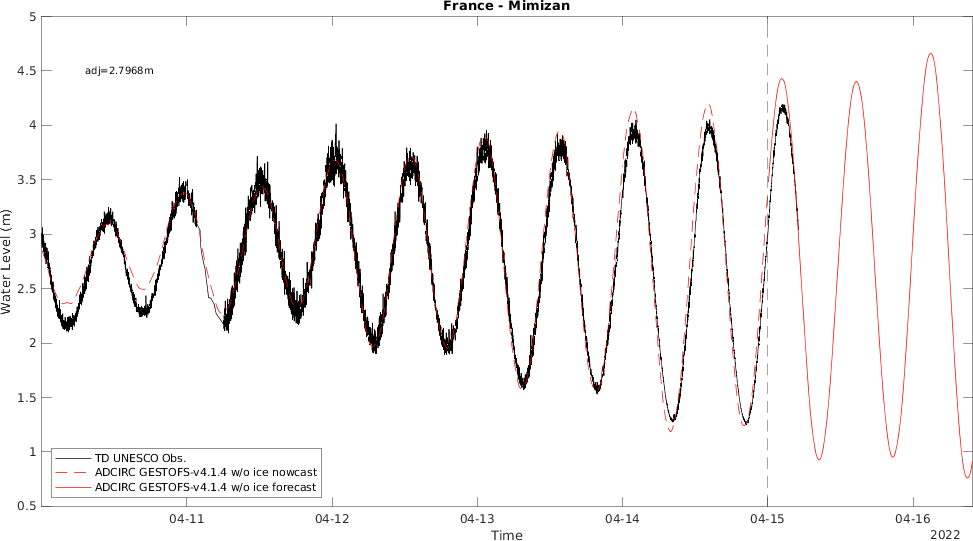 France - Mimizan
5
4.5
4
3.5
3
2.5
2
1.5
1
0.5
Water Level (m)
adj=2.7968m
TD UNESCO Obs.
ADCIRC GESTOFS-v4.1.4 w/o ice nowcast
ADCIRC GESTOFS-v4.1.4 w/o ice forecast
04-11 04-12 04-13 04-14 04-15 04-16
Time
2022